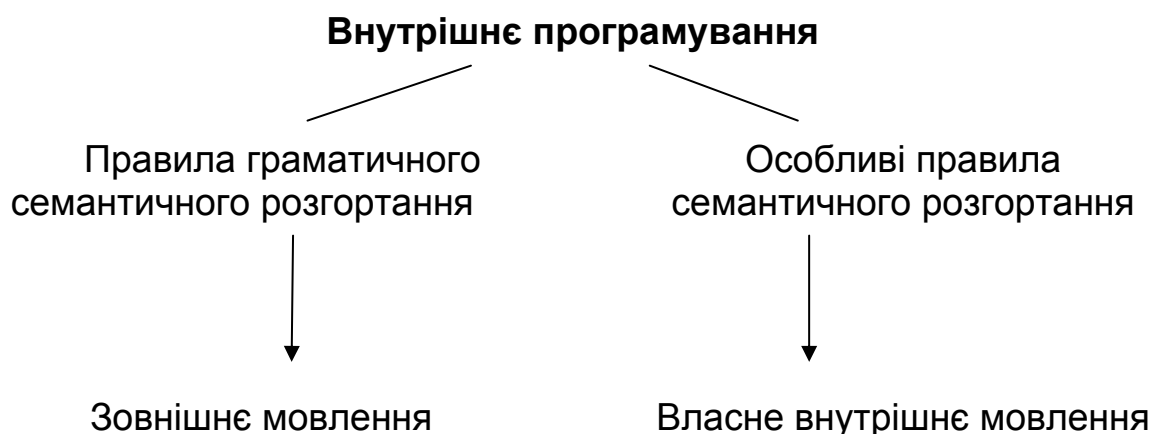 Внутрішнє програмування
Правила граматичного
семантичного розгортання
Особливі правила
семантичного розгортання
Зовнішнє мовлення
Власне внутрішнє мовлення